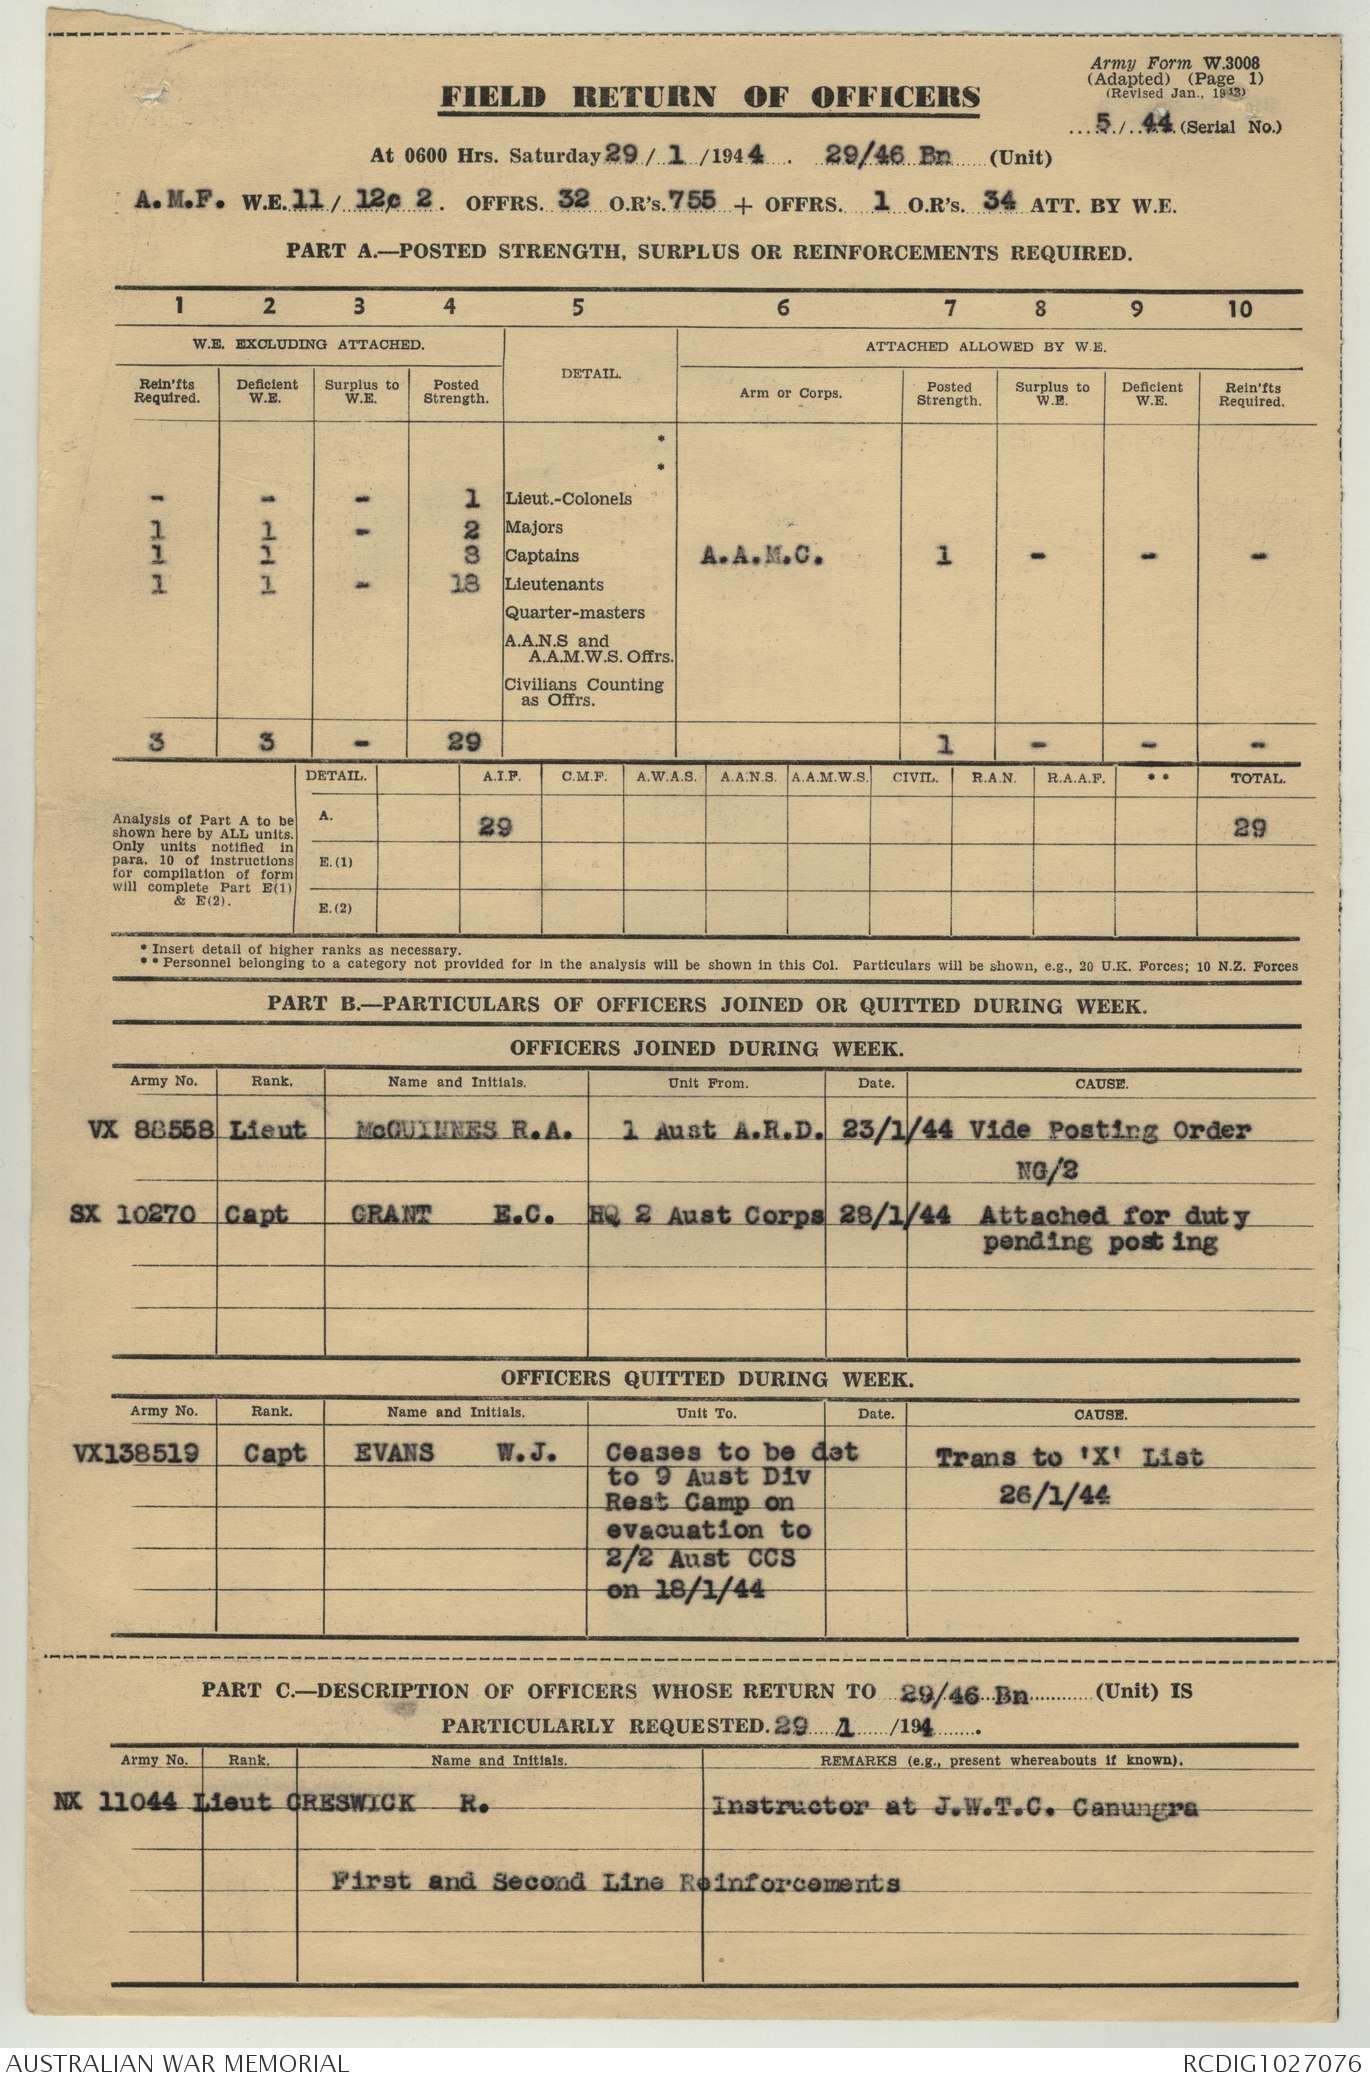 Army Form W.3008
(Adapted) (Page 1)
(Revised Jan., 1943)
FIELD RETURN OF OFFICERS
5/44 (Serial No.)
At 0600 Hrs. Saturday 29/1/1944. 29/46 Bn (Unit)
A.M.F. W.E. 11/12c 2. OFFRS. 32 O.R's. 755 + OFFRS. 1 O.R's. 34 ATT. BY W.E.
PART A.—POSTED STRENGTH, SURPLUS OR REINFORCEMENTS REQUIRED.
1 2 3 4 5 6 7 8 9 10
W.E. EXCLUDING ATTACHED. DETAIL. ATTACHED ALLOWED BY W.E.
Rein'fts Required. Deficient W.E. Surplus to W.E. Posted Strength. Arm or Corps. Posted Strength. Surplus to W.E. Deficient W.E. Rein'fts Required.
*
*
- - - 1 Lieut.-Colonels
1 1 - 2 Majors
1 1 8 Captains A.A.M.C. 1 - - -
1 1 - 18 Lieutenants
Quarter-masters
A.A.N.S and
A.A.M.W.S. Offrs.
Civilians Counting
as Offrs.
3 3 - 29 1 - - -
DETAIL. A.I.F. C.M.F. A.W.A.S. A.A.N.S. A.A.M.W.S. CIVIL. R.A.N. R.A.A.F. ** TOTAL.
Analysis of Part A to be
shown here by ALL units.
Only units notified in
para. 10 of instructions
for compilation of form
will complete Part E(1)
& E(2).
A. 29 29
E.(1)
E.(2)
* Insert detail of higher ranks as necessary.
** Personnel belonging to a category not provided for in the analysis will be shown in this Col. Particulars will be shown, e.g., 20 U.K. Forces; 10 N.Z. Forces
PART B.—PARTICULARS OF OFFICERS JOINED OR QUITTED DURING WEEK.
OFFICERS JOINED DURING WEEK.
Army No. Rank. Name and Initials. Unit From. Date. CAUSE.
VX 88558 Lieut McGUINNES R.A. 1 Aust A.R.D. 23/1/44 Vide Posting Order
NG/2
SX 10270 Capt GRANT E.C. HQ 2 Aust Corps 28/1/44 Attached for duty
pending posting
OFFICERS QUITTED DURING WEEK.
Army No. Rank. Name and Initials. Unit To. Date. CAUSE.
VX138519 Capt EVANS W.J. Ceases to be det Trans to 'X' List
to 9 Aust Div
Rest Camp on 26/1/44
evacuation to
2/2 Aust CCS
on 18/1/44
PART C.—DESCRIPTION OF OFFICERS WHOSE RETURN TO 29/46 Bn (Unit) IS
PARTICULARLY REQUESTED. 29 /1 /194 .
Army No. Rank. Name and Initials. REMARKS (e.g., present whereabouts if known).
NX 11044 Lieut CRESWICK R. Instructor at J.W.T.C. Canungra
First and Second Line Reinforcements
AUSTRALIAN WAR MEMORIAL RCDIG1027076